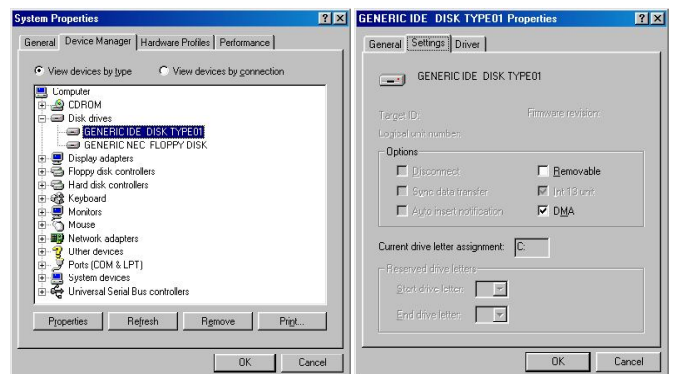 System Properties
General Device Manager Hardware Profiles Performance
View devices by type View devices by connection
Computer
CDROM
Disk drives
GENERIC IDE DISK TYPE01
GENERIC NEC FLOPPY DISK
Display adapters
Floppy disk controllers
Hard disk controllers
Keyboard
Monitors
Mouse
Network adapters
Other devices
Ports (COM & LPT)
System devices
Universal Serial Bus controllers
Properties Refresh Remove Print...
OK Cancel
GENERIC IDE DISK TYPE01 Properties
General Settings Driver
GENERIC IDE DISK TYPE01
Target ID: Firmware revision:
Logical unit number:
Options
Disconnect Removable
Sync data transfer Int 13 unit
Auto insert notification DMA
Current drive letter assignment: C:
Reserved drive letters
Start drive letter:
End drive letter:
OK Cancel